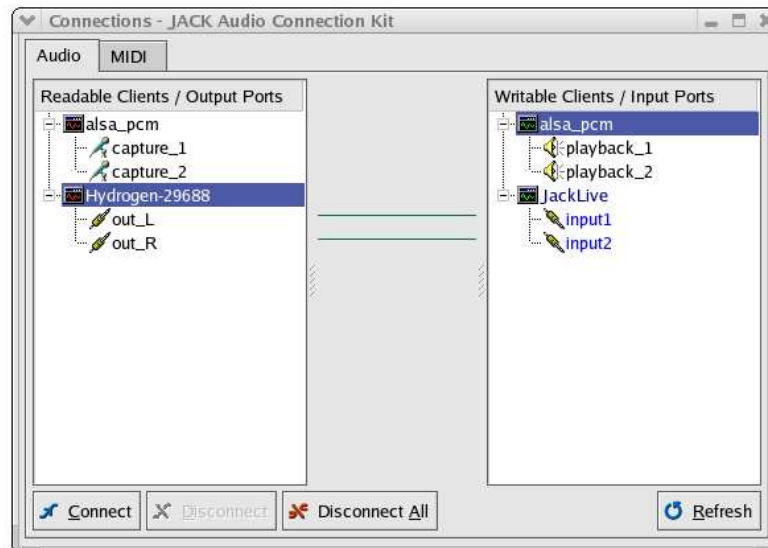 Connections - JACK Audio Connection Kit
Audio
MIDI
Readable Clients / Output Ports
alsa_pcm
capture_1
capture_2
Hydrogen-29688
out_L
out_R
Writable Clients / Input Ports
alsa_pcm
playback_1
playback_2
JackLive
input1
input2
Connect
Disconnect
Disconnect All
Refresh